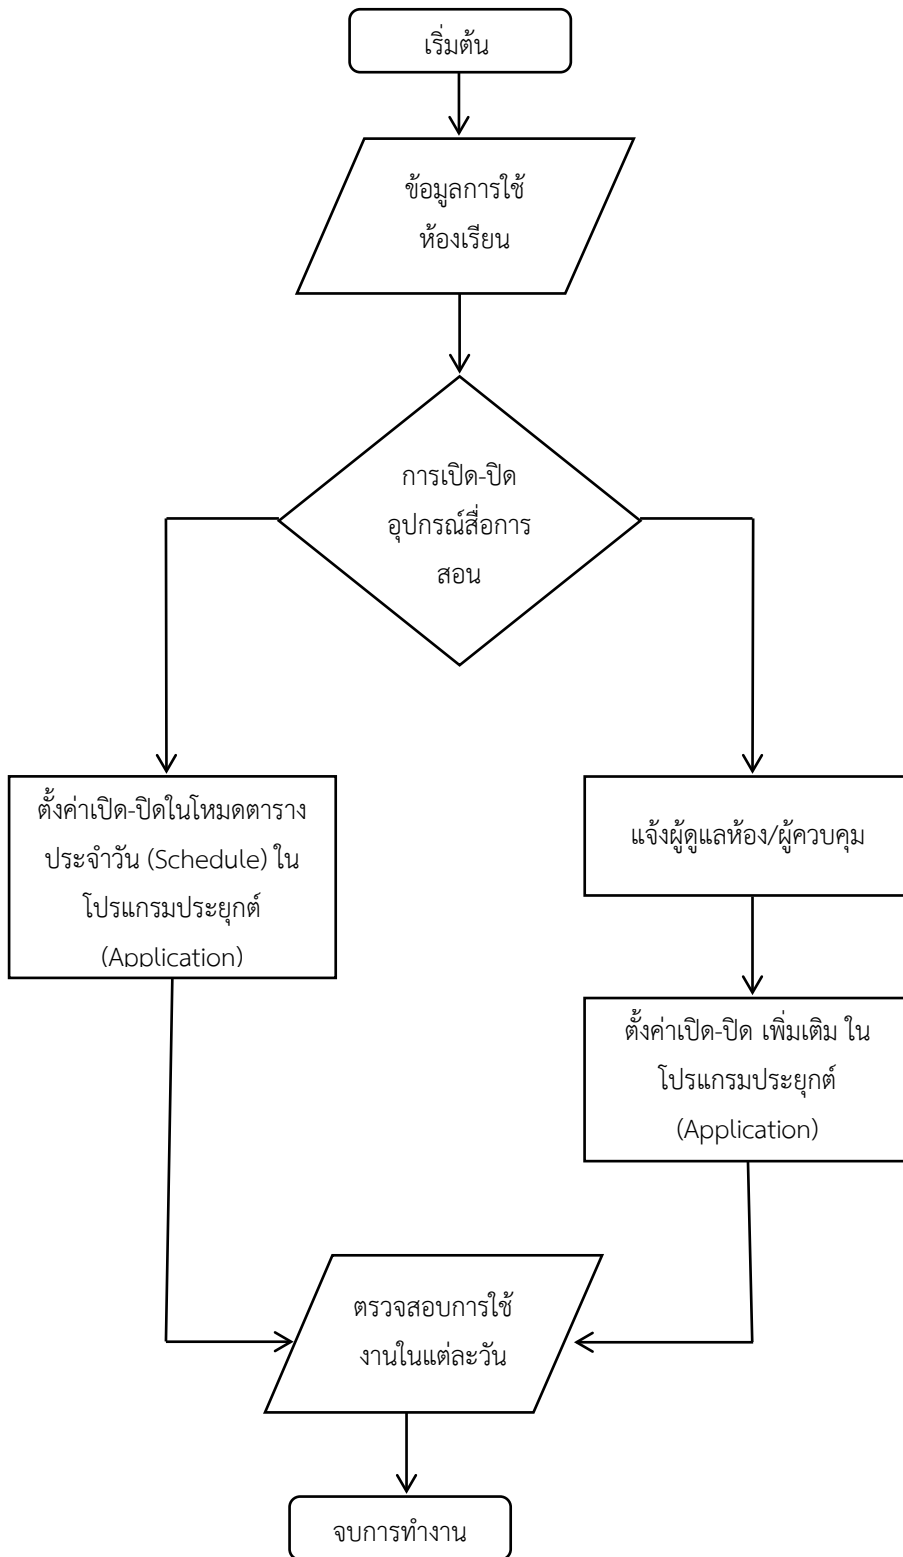 เริ่มต้น
ข้อมูลการใช้
ห้องเรียน
การเปิด-ปิด
อุปกรณ์สื่อการ
สอน
ตั้งค่าเปิด-ปิดในโหมดตาราง
ประจำวัน (Schedule) ใน
โปรแกรมประยุกต์
(Application)
แจ้งผู้ดูแลห้อง/ผู้ควบคุม
ตั้งค่าเปิด-ปิด เพิ่มเติม ใน
โปรแกรมประยุกต์
(Application)
ตรวจสอบการใช้
งานในแต่ละวัน
จบการทำงาน